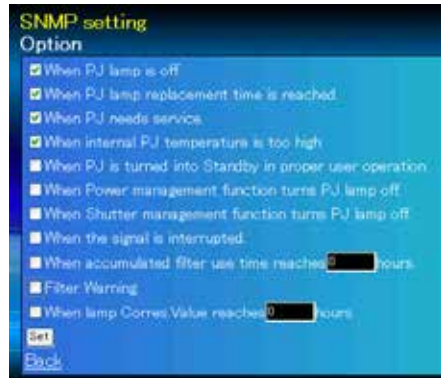 SNMP setting
Option
When PJ lamp is off
When PJ lamp replacement time is reached.
When PJ needs service.
When internal PJ temperature is too high
When PJ is turned into Standby in proper user operation.
When Power management function turns PJ lamp off.
When Shutter management function turns PJ lamp off
When the signal is interrupted.
When accumulated filter use time reaches 0 hours.
Filter Warning
When lamp Corres.Value reaches 0 hours
Set
Back